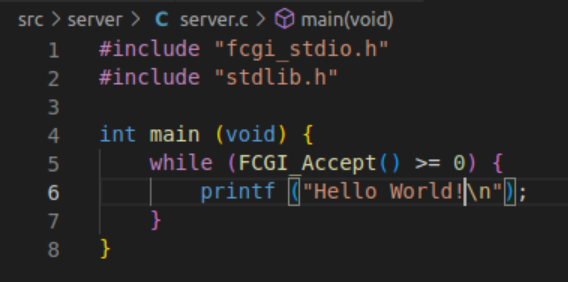 src > server > C server.c > main(void)
1 #include "fcgi_stdio.h"
2 #include "stdlib.h"
3
4 int main (void) {
5     while (FCGI_Accept() >= 0) {
6         printf ("Hello World!\n");
7     }
8 }